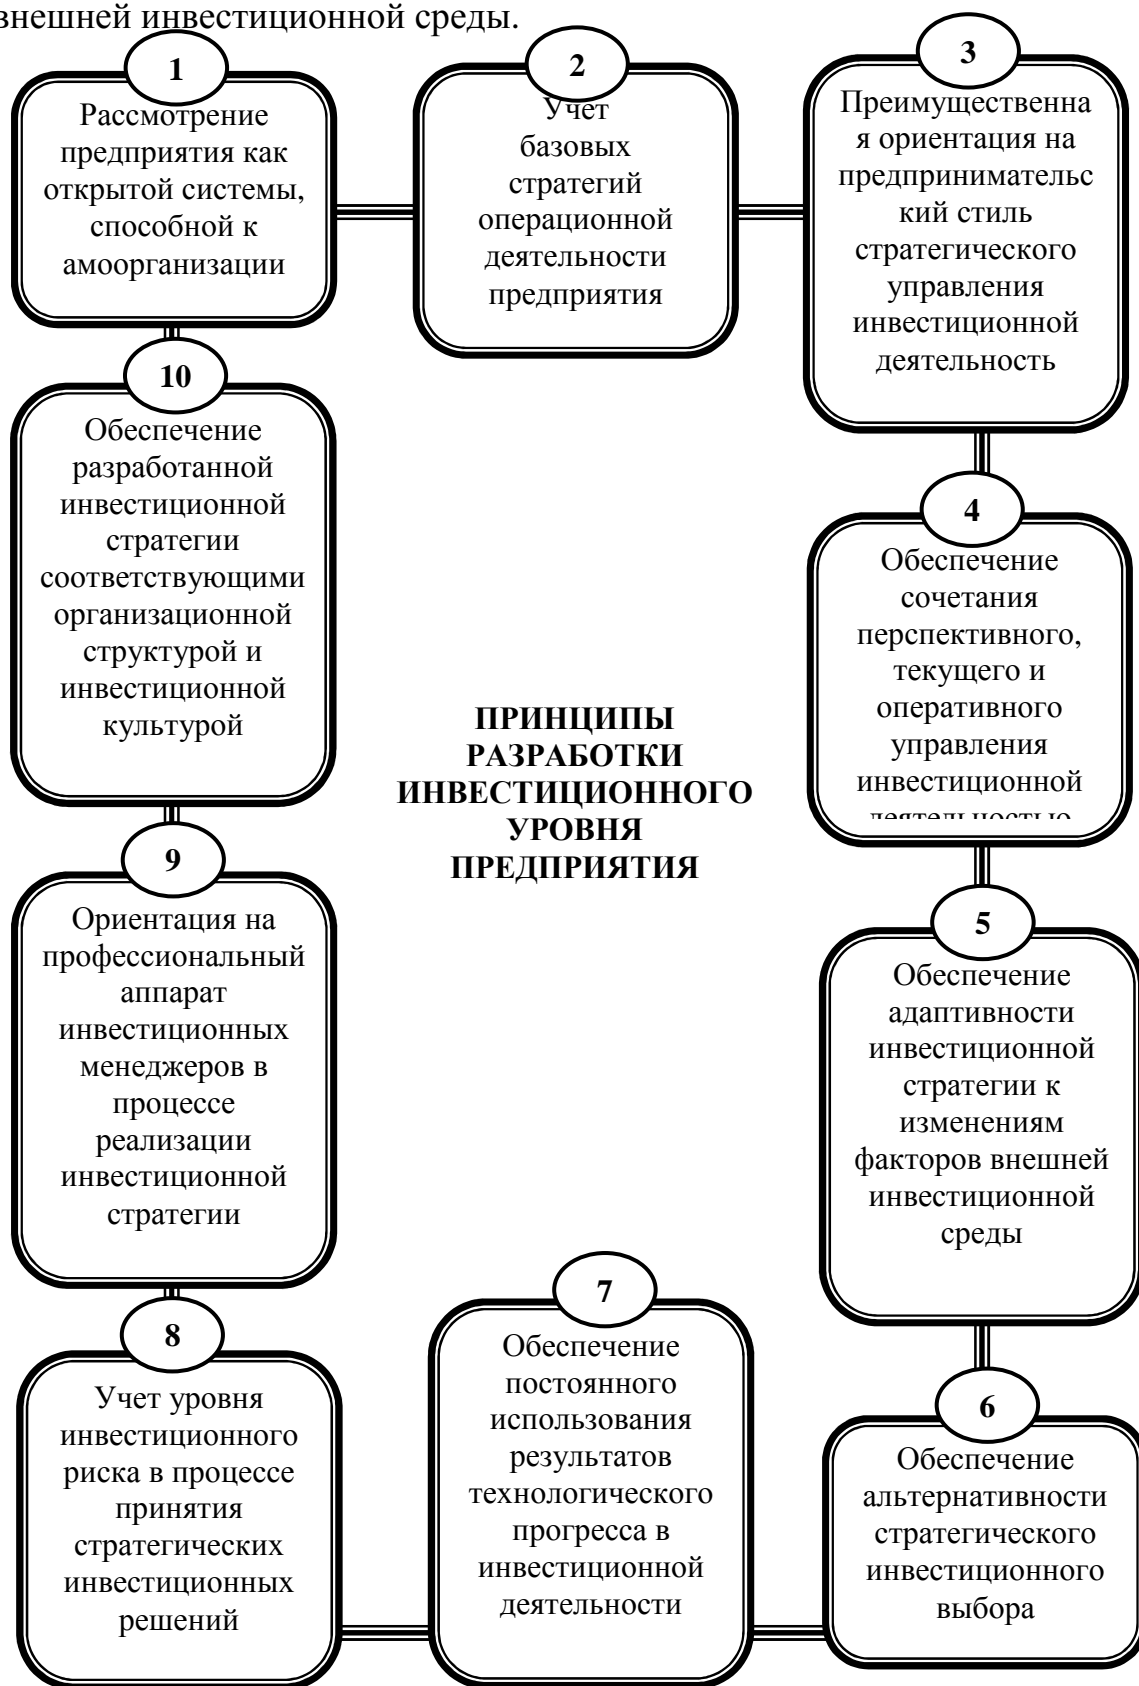 внешней инвестиционной среды.
1
Рассмотрение
предприятия как
открытой системы,
способной к
амоорганизации
2
Учет
базовых
стратегий
операционной
деятельности
предприятия
3
Преимущественна
я ориентация на
предпринимательс
кий стиль
стратегического
управления
инвестиционной
деятельность
4
Обеспечение
сочетания
перспективного,
текущего и
оперативного
управления
инвестиционной
деятельностью
5
Обеспечение
адаптивности
инвестиционной
стратегии к
изменениям
факторов внешней
инвестиционной
среды
6
Обеспечение
альтернативности
стратегического
инвестиционного
выбора
7
Обеспечение
постоянного
использования
результатов
технологического
прогресса в
инвестиционной
деятельности
8
Учет уровня
инвестиционного
риска в процессе
принятия
стратегических
инвестиционных
решений
9
Ориентация на
профессиональный
аппарат
инвестиционных
менеджеров в
процессе
реализации
инвестиционной
стратегии
10
Обеспечение
разработанной
инвестиционной
стратегии
соответствующими
организационной
структурой и
инвестиционной
культурой
ПРИНЦИПЫ
РАЗРАБОТКИ
ИНВЕСТИЦИОННОГО
УРОВНЯ
ПРЕДПРИЯТИЯ